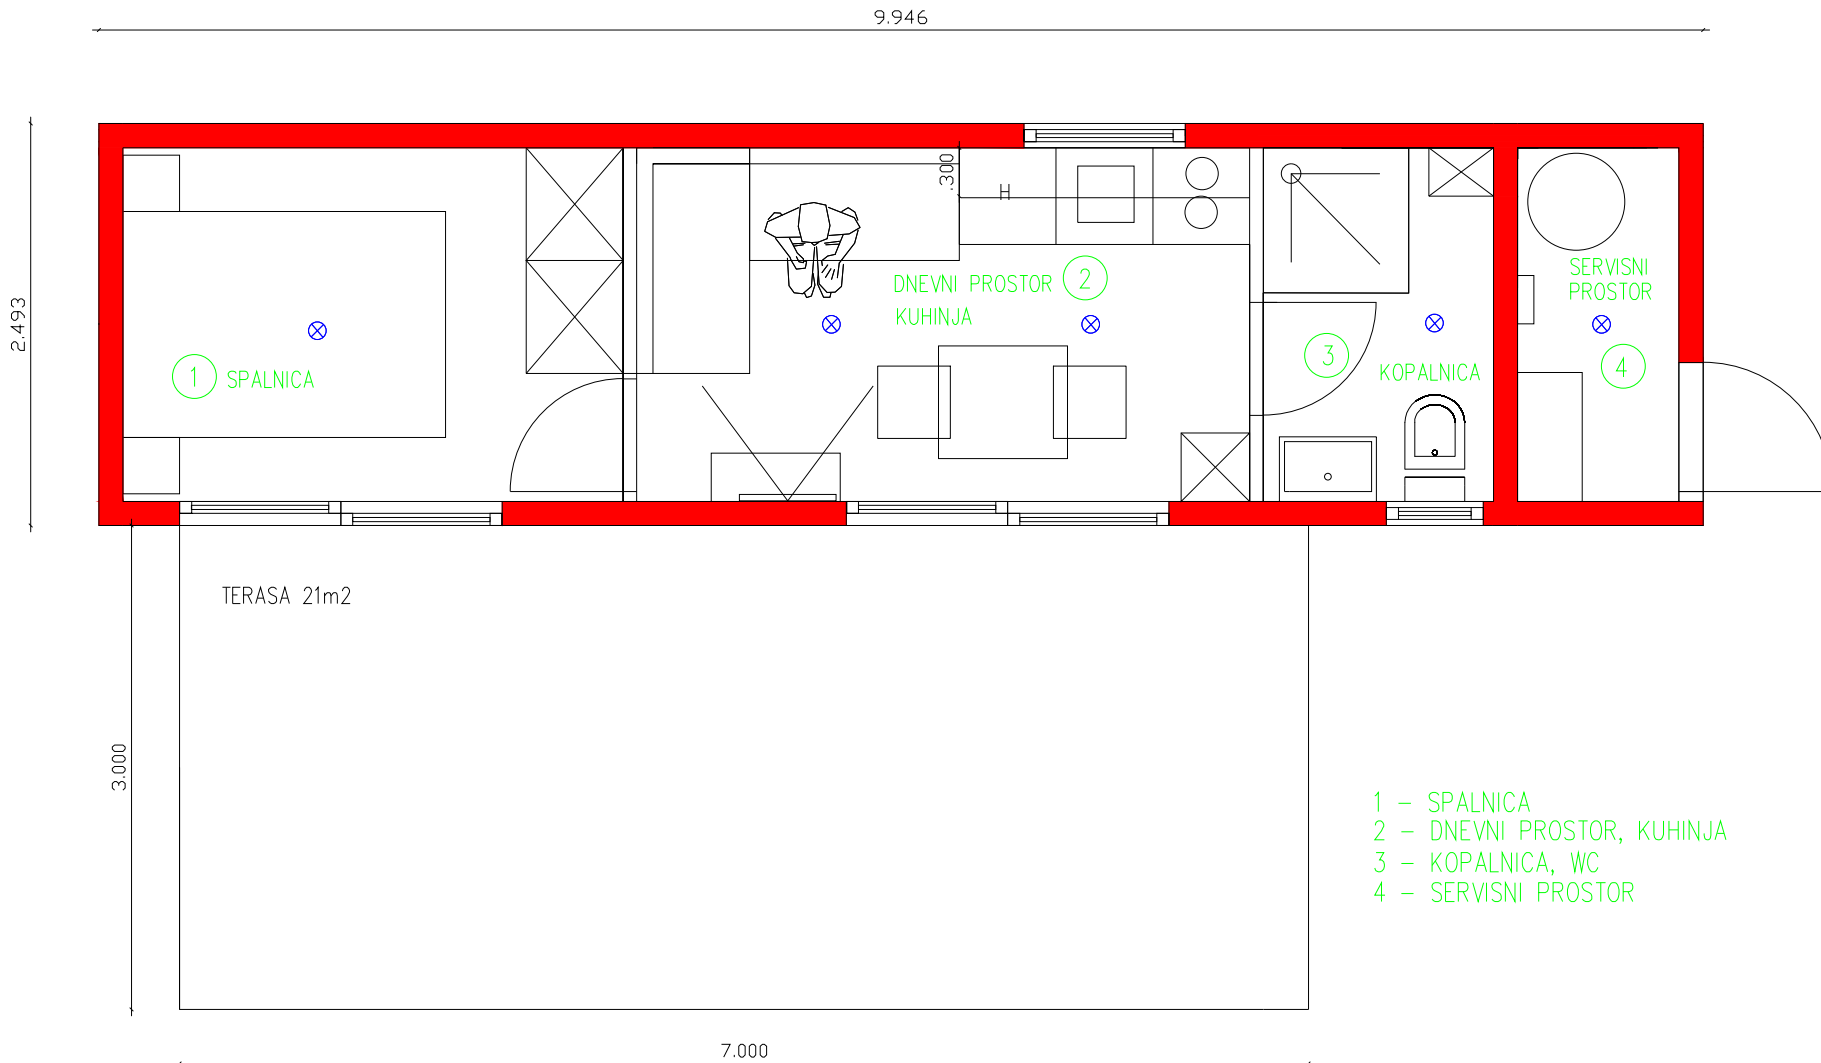 9.946
2.493
.300
H
DNEVNI PROSTOR
2
KUHINJA
SERVISNI
PROSTOR
1
SPALNICA
3
KOPALNICA
4
TERASA 21m2
3.000
1 – SPALNICA
2 – DNEVNI PROSTOR, KUHINJA
3 – KOPALNICA, WC
4 – SERVISNI PROSTOR
7.000